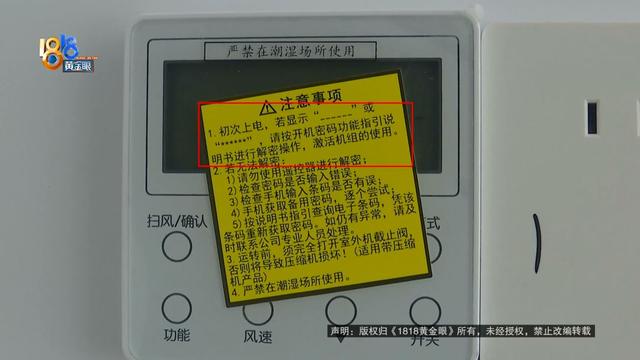 1818
黄金眼
严禁在潮湿场所使用
注意事项
1. 初次上电，若显示“------”或
“******”，请按开机密码功能指引说
明书进行解密操作，激活机组的使用。
2. 若无法解密：
1)请勿使用遥控器进行解密；
2)检查密码是否输入错误；
3)检查手机输入条码是否有误；
4)手机获取备用密码，逐个尝试；
5)按说明书指引查询电子条码，凭该
条码重新获取密码。如仍有异常，请及
时联系公司专业人员处理。
3. 运转前，须完全打开室外机截止阀，
否则将导致压缩机损坏！(适用带压缩
机产品)
4. 严禁在潮湿场所使用。
扫风/确认
式
功能
风速
开关
声明：版权归《1818黄金眼》所有，未经授权，禁止改编转载